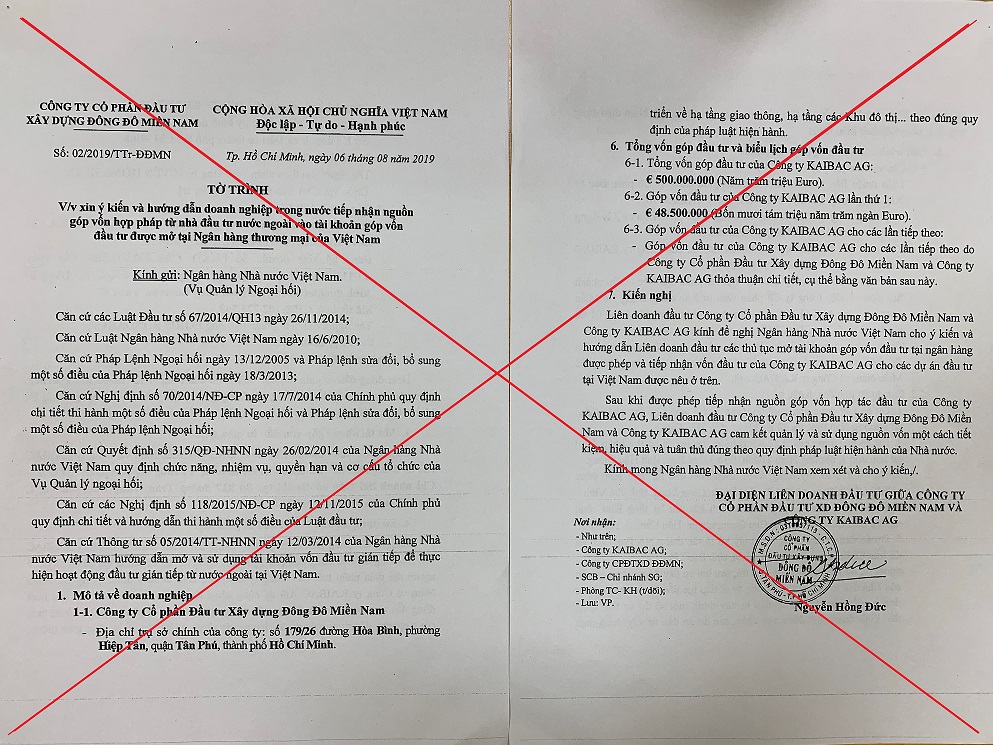 CÔNG TY CỔ PHẦN ĐẦU TƯ
XÂY DỰNG ĐÔNG ĐÔ MIỀN NAM
Số: 02/2019/TTr-ĐĐMN
CỘNG HÒA XÃ HỘI CHỦ NGHĨA VIỆT NAM
Độc lập - Tự do - Hạnh phúc
Tp. Hồ Chí Minh, ngày 06 tháng 08 năm 2019
TỜ TRÌNH
V/v xin ý kiến và hướng dẫn doanh nghiệp trong nước tiếp nhận nguồn
góp vốn hợp pháp từ nhà đầu tư nước ngoài vào tài khoản góp vốn
đầu tư được mở tại Ngân hàng thương mại của Việt Nam
Kính gửi: Ngân hàng Nhà nước Việt Nam.
(Vụ Quản lý Ngoại hối)
Căn cứ các Luật Đầu tư số 67/2014/QH13 ngày 26/11/2014;
Căn cứ Luật Ngân hàng Nhà nước Việt Nam ngày 16/6/2010;
Căn cứ Pháp Lệnh Ngoại hối ngày 13/12/2005 và Pháp lệnh sửa đổi, bổ sung
một số điều của Pháp lệnh Ngoại hối ngày 18/3/2013;
Căn cứ Nghị định số 70/2014/NĐ-CP ngày 17/7/2014 của Chính phủ quy định
chi tiết thi hành một số điều của Pháp lệnh Ngoại hối và Pháp lệnh sửa đổi, bổ sung
một số điều của Pháp lệnh Ngoại hối;
Căn cứ Quyết định số 315/QĐ-NHNN ngày 26/02/2014 của Ngân hàng Nhà
nước Việt Nam quy định chức năng, nhiệm vụ, quyền hạn và cơ cấu tổ chức của
Vụ Quản lý ngoại hối;
Căn cứ các Nghị định số 118/2015/NĐ-CP ngày 12/11/2015 của Chính phủ
quy định chi tiết và hướng dẫn thi hành một số điều của Luật đầu tư;
Căn cứ Thông tư số 05/2014/TT-NHNN ngày 12/03/2014 của Ngân hàng Nhà
nước Việt Nam hướng dẫn mở và sử dụng tài khoản vốn đầu tư gián tiếp để thực
hiện hoạt động đầu tư gián tiếp từ nước ngoài tại Việt Nam.
1. Mô tả về doanh nghiệp
1-1. Công ty Cổ phần Đầu tư Xây dựng Đông Đô Miền Nam
- Địa chỉ trụ sở chính của công ty: số 179/26 đường Hòa Bình, phường
Hiệp Tân, quận Tân Phú, thành phố Hồ Chí Minh.
triển về hạ tầng giao thông, hạ tầng các Khu đô thị... theo đúng quy
định của pháp luật hiện hành.
6. Tổng vốn góp đầu tư và biểu lịch góp vốn đầu tư
6-1. Tổng vốn góp đầu tư của Công ty KAIBAC AG:
- € 500.000.000 (Năm trăm triệu Euro).
6-2. Góp vốn đầu tư của Công ty KAIBAC AG lần thứ 1:
- € 48.500.000 (Bốn mươi tám triệu năm trăm ngàn Euro).
6-3. Góp vốn đầu tư của Công ty KAIBAC AG cho các lần tiếp theo:
- Góp vốn đầu tư của Công ty KAIBAC AG cho các lần tiếp theo do
Công ty Cổ phần Đầu tư Xây dựng Đông Đô Miền Nam và Công ty
KAIBAC AG thỏa thuận chi tiết, cụ thể bằng văn bản sau này.
7. Kiến nghị
Liên doanh đầu tư Công ty Cổ phần Đầu tư Xây dựng Đông Đô Miền Nam và
Công ty KAIBAC AG kính đề nghị Ngân hàng Nhà nước Việt Nam cho ý kiến và
hướng dẫn Liên doanh đầu tư các thủ tục mở tài khoản góp vốn đầu tư tại ngân hàng
được phép và tiếp nhận vốn đầu tư của Công ty KAIBAC AG cho các dự án đầu tư
tại Việt Nam được nêu ở trên.
Sau khi được phép tiếp nhận nguồn góp vốn hợp tác đầu tư của Công ty
KAIBAC AG, Liên doanh đầu tư Công ty Cổ phần Đầu tư Xây dựng Đông Đô Miền
Nam và Công ty KAIBAC AG cam kết quản lý và sử dụng nguồn vốn một cách tiết
kiệm, hiệu quả và tuân thủ đúng theo quy định pháp luật hiện hành của Nhà nước.
Kính mong Ngân hàng Nhà nước Việt Nam xem xét và cho ý kiến,/.
ĐẠI DIỆN LIÊN DOANH ĐẦU TƯ GIỮA CÔNG TY
CỔ PHẦN ĐẦU TƯ XD ĐÔNG ĐÔ MIỀN NAM VÀ
CÔNG TY KAIBAC AG
Nơi nhận:
- Như trên;
- Công ty KAIBAC AG;
- Công ty CPĐTXD ĐĐMN;
- SCB – Chi nhánh SG;
- Phòng TC- KH (t/dõi);
- Lưu: VP.
CÔNG TY
CỔ PHẦN
ĐẦU TƯ XÂY DỰNG
ĐÔNG ĐÔ
MIỀN NAM
Nguyễn Hồng Đức